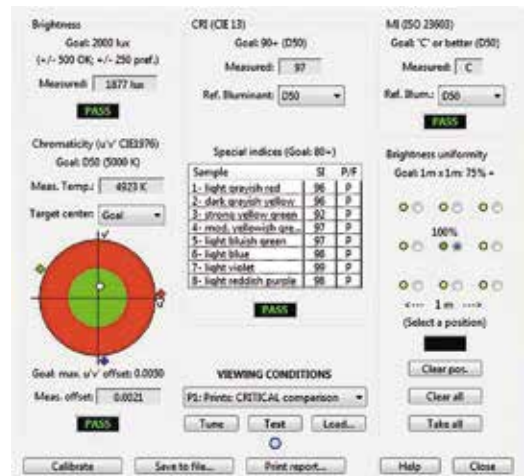 Brightness
Goal: 2000 lux
(+/- 500 OK; +/- 250 pref.)
Measured: 1877 lux
PASS
Chromaticity (u'v' CIE1976)
Goal: D50 (5000 K)
Meas. Temp.: 4923 K
Target center: Goal
v'
u'
Goal: max. u'v' offset: 0.0050
Meas. offset: 0.0021
PASS
CRI (CIE 13)
Goal: 90+ (D50)
Measured: 97
Ref. Illuminant: D50
Special indices (Goal: 80+)
Sample SI P/F
1- light grayish red 96 P
2- dark grayish yellow 96 P
3- strong yellow green 92 P
4- mod. yellowish gre... 97 P
5- light bluish green 97 P
6- light blue 96 P
7- light violet 99 P
8- light reddish purple 98 P
PASS
VIEWING CONDITIONS
P1: Prints: CRITICAL comparison
Tune Test Load...
MI (ISO 23603)
Goal: 'C' or better (D50)
Measured: C
Ref. Illum.: D50
PASS
Brightness uniformity
Goal: 1m x 1m: 75% +
100%
<--- 1 m --->
(Select a position)
Clear pos.
Clear all
Take all
Calibrate Save to file... Print report... Help Close